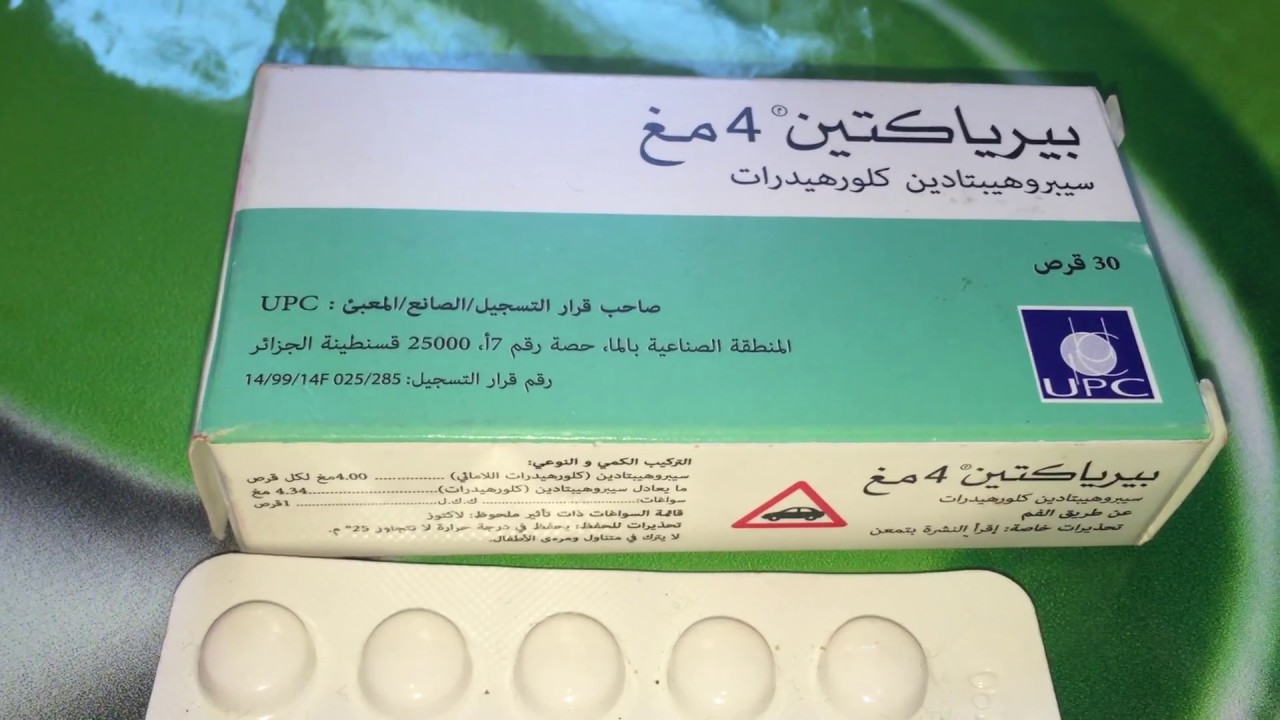 بيرياكتين® 4 مغ
سيبروهيبتادين كلورهيدرات
30 قرص
صاحب قرار التسجيل/الصانع/المعبئ : UPC
المنطقة الصناعية بالما، حصة رقم 7أ، 25000 قسنطينة الجزائر
رقم قرار التسجيل: 14/99/14F 025/285
UPC
بيرياكتين® 4 مغ
سيبروهيبتادين كلورهيدرات
عن طريق الفم
تحذيرات خاصة: إقرأ النشرة بتمعن
التركيب الكمي و النوعي:
سيبروهيبتادين (كلورهيدرات اللامائي) ............ 4.00مغ لكل قرص
ما يعادل سيبروهيبتادين (كلورهيدرات)......................4.34 مغ
سواغات: ........................ ك.ك.ل ........................ 1قرص
قائمة السواغات ذات تأثير ملحوظ: لاكتوز
تحذيرات للحفظ: يحفظ في درجة حرارة لا تتجاوز 25° م.
لا يترك في متناول ومرءى الأطفال.